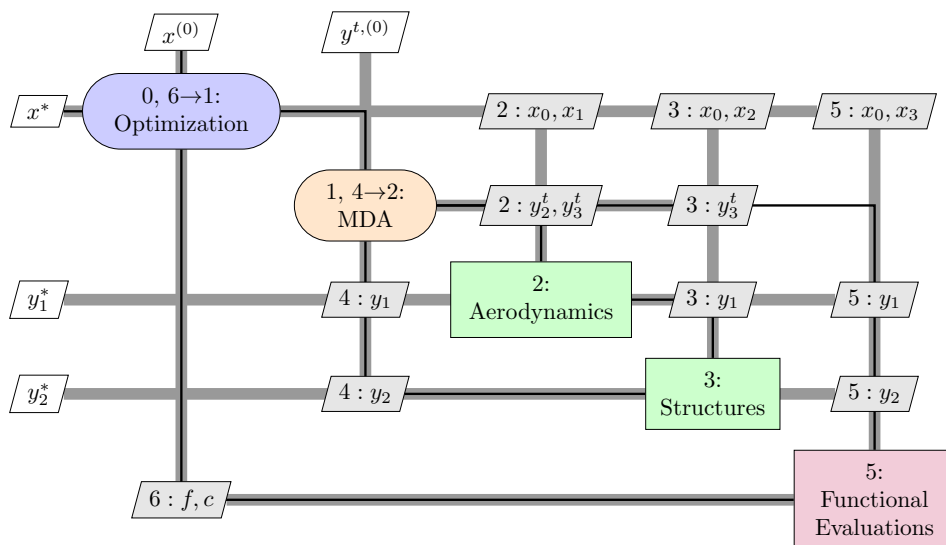 x^{(0)}
y^{t,(0)}
x^*
0, 6→1:
Optimization
2 : x_0, x_1
3 : x_0, x_2
5 : x_0, x_3
1, 4→2:
MDA
2 : y_2^t, y_3^t
3 : y_3^t
y_1^*
4 : y_1
2:
Aerodynamics
3 : y_1
5 : y_1
y_2^*
4 : y_2
3:
Structures
5 : y_2
6 : f, c
5:
Functional
Evaluations